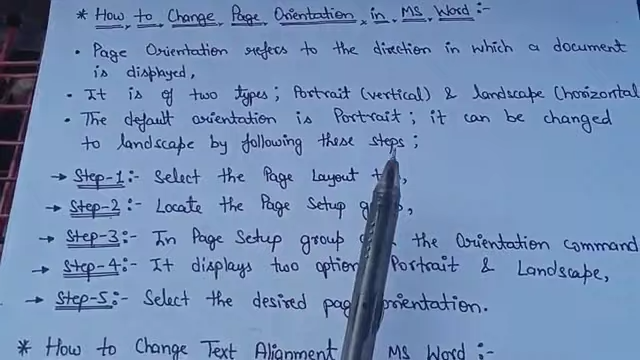 * How to Change Page Orientation in MS Word :-
• Page Orientation refers to the direction in which a document
is displayed,
• It is of two types; Portrait (vertical) & landscape (horizontal
• The default orientation is Portrait; it can be changed
to landscape by following these steps;
→ Step-1:- Select the Page Layout
→ Step-2:- Locate the Page Setup
→ Step-3:- In Page Setup group the Orientation command
→ Step-4:- It displays two option Portrait & Landscape,
→ Step-5:- Select the desired page orientation.
* How to Change Text Alignment MS Word :-